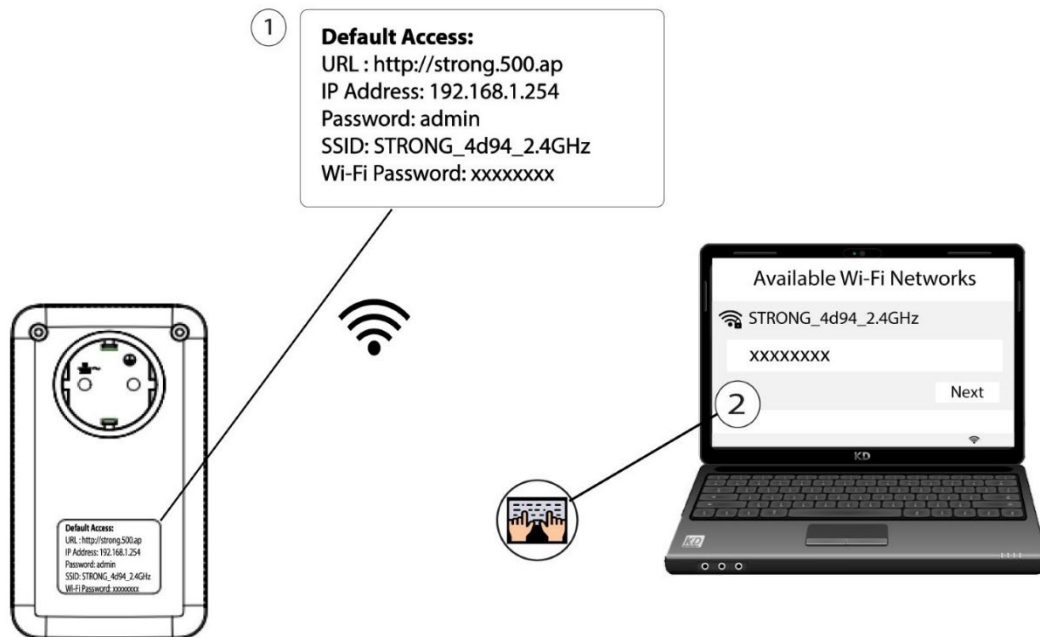 1
Default Access:
URL : http://strong.500.ap
IP Address: 192.168.1.254
Password: admin
SSID: STRONG_4d94_2.4GHz
Wi-Fi Password: xxxxxxxx
Available Wi-Fi Networks
STRONG_4d94_2.4GHz
xxxxxxxx
Next
2
KD
KD
Default Access:
URL : http://strong.500.ap
IP Address: 192.168.1.254
Password: admin
SSID: STRONG_4d94_2.4GHz
Wi-Fi Password: xxxxxxxx